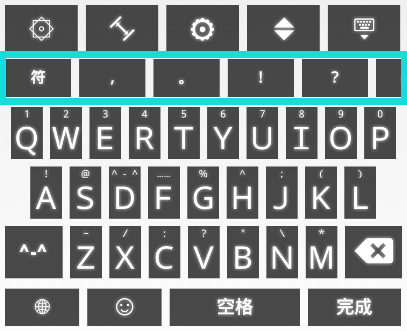 符 , 。 ! ?
1 2 3 4 5 6 7 8 9 0
Q W E R T Y U I O P
! @ ^-^ …… % ^ ; ( )
A S D F G H J K L
~ / : ? " \ *
^-^ Z X C V B N M
空格 完成